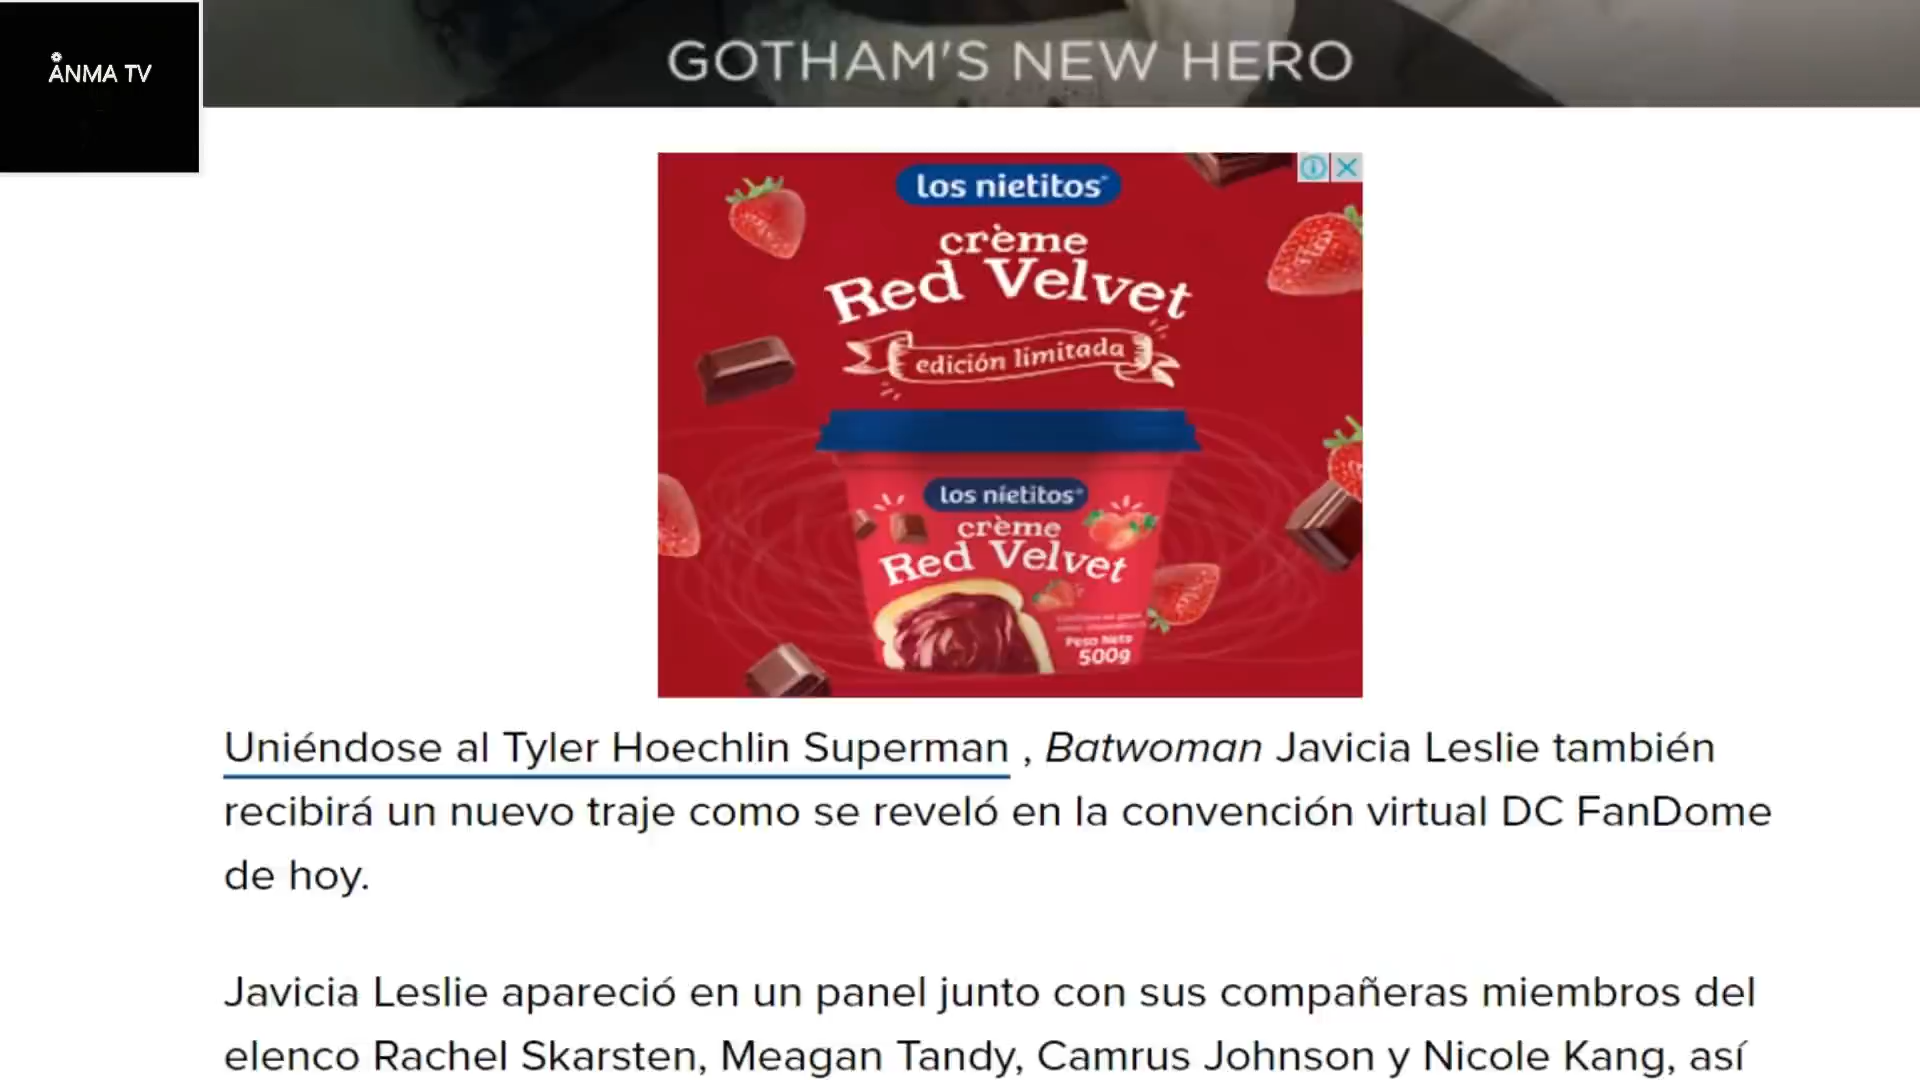 ANMA TV
GOTHAM'S NEW HERO
los nietitos
crème
Red Velvet
edición limitada
los nietitos
crème
Red Velvet
Peso Neto
500g
Uniéndose al Tyler Hoechlin Superman , Batwoman Javicia Leslie también
recibirá un nuevo traje como se reveló en la convención virtual DC FanDome
de hoy.
Javicia Leslie apareció en un panel junto con sus compañeras miembros del
elenco Rachel Skarsten, Meagan Tandy, Camrus Johnson y Nicole Kang, así